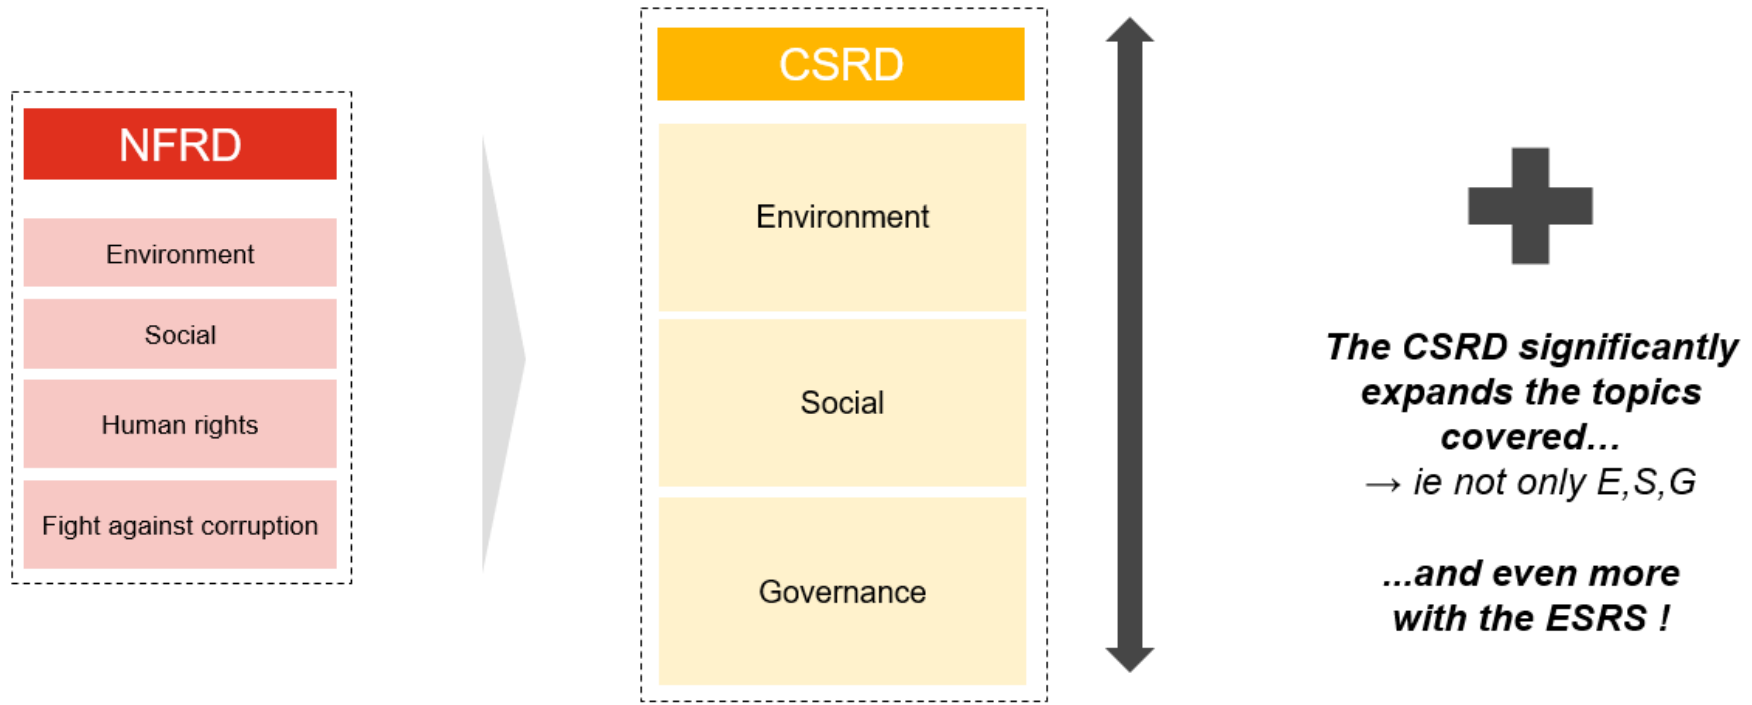 NFRD
Environment
Social
Human rights
Fight against corruption
CSRD
Environment
Social
Governance
The CSRD significantly
expands the topics
covered...
→ ie not only E,S,G
...and even more
with the ESRS !